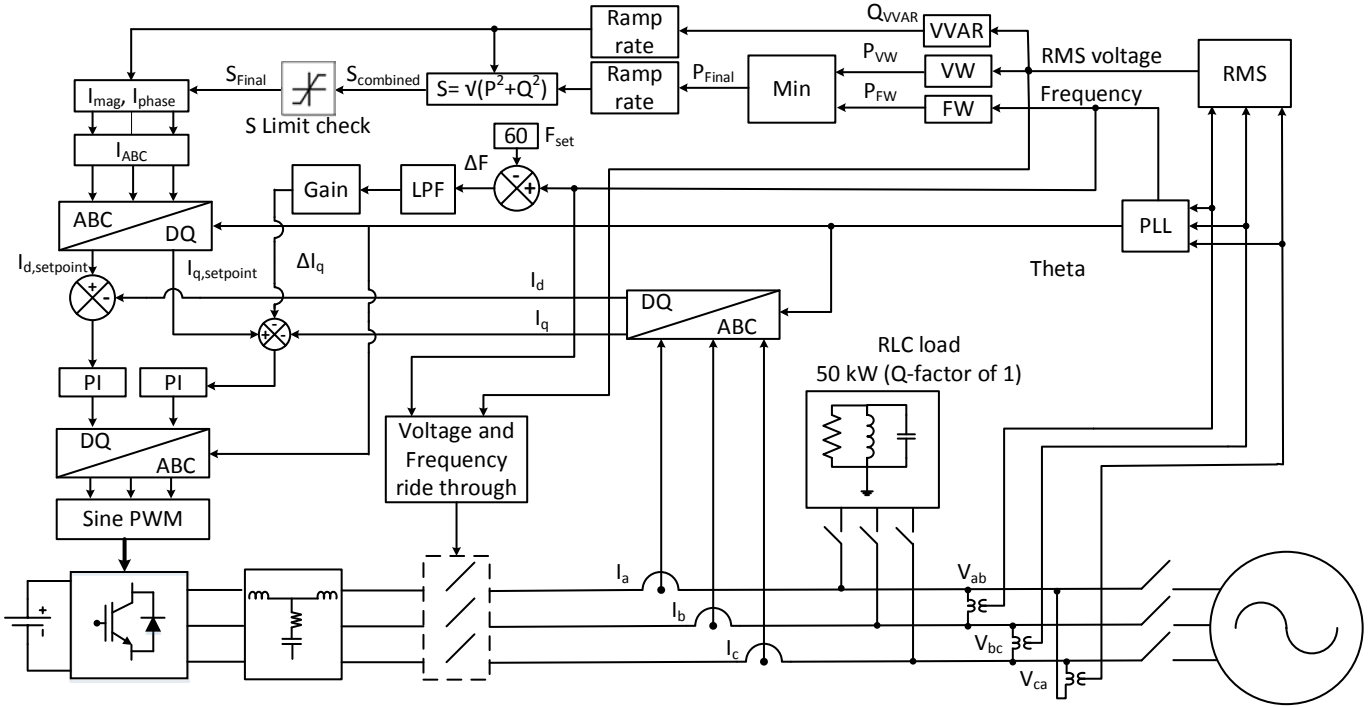 Q_VVAR
Ramp
rate
VVAR
RMS voltage
RMS
P_VW
VW
Min
P_Final
Ramp
rate
S= √(P²+Q²)
S_combined
S_Final
S Limit check
I_mag, I_phase
P_FW
FW
Frequency
60
F_set
I_ABC
ΔF
-
+
LPF
Gain
ABC
DQ
PLL
Theta
I_d,setpoint
I_q,setpoint
ΔI_q
+
-
I_d
DQ
ABC
-
+
-
I_q
RLC load
50 kW (Q-factor of 1)
PI
PI
Voltage and
Frequency
ride through
DQ
ABC
Sine PWM
I_a
V_ab
I_b
V_bc
I_c
V_ca
+
-